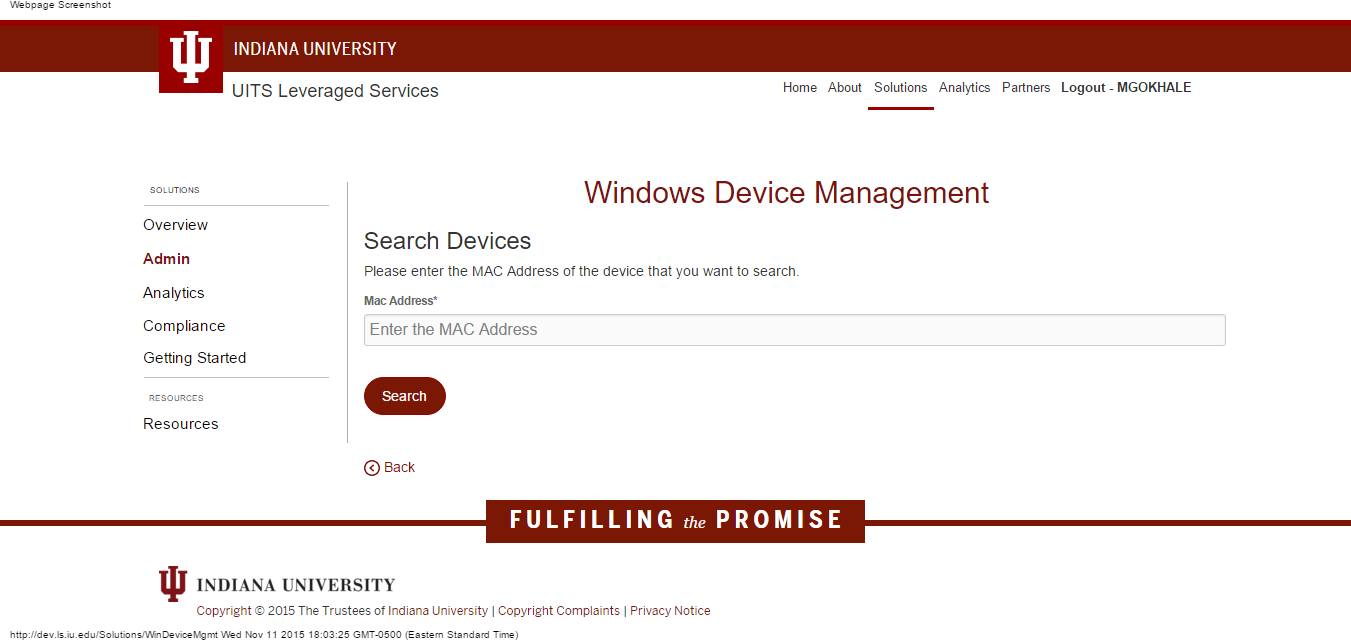 Webpage Screenshot
INDIANA UNIVERSITY
UITS Leveraged Services
Home About Solutions Analytics Partners Logout - MGOKHALE
SOLUTIONS
Overview
Admin
Analytics
Compliance
Getting Started
RESOURCES
Resources
Windows Device Management
Search Devices
Please enter the MAC Address of the device that you want to search.
Mac Address*
Enter the MAC Address
Search
Back
FULFILLING the PROMISE
INDIANA UNIVERSITY
Copyright © 2015 The Trustees of Indiana University | Copyright Complaints | Privacy Notice
http://dev.ls.iu.edu/Solutions/WinDeviceMgmt Wed Nov 11 2015 18:03:25 GMT-0500 (Eastern Standard Time)